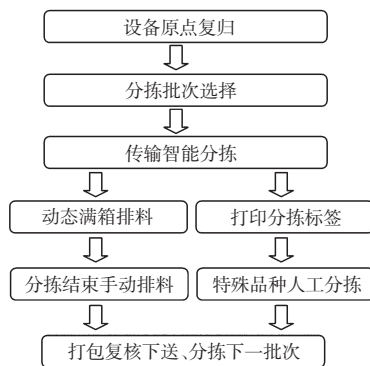 设备原点复归
分拣批次选择
传输智能分拣
动态满箱排料
打印分拣标签
分拣结束手动排料
特殊品种人工分拣
打包复核下送、分拣下一批次